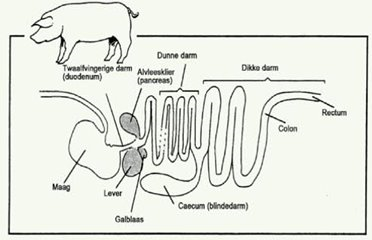 Dunne darm
Dikke darm
Alvleesklier
(pancreas)
Twaalfvingerige darm
(duodenum)
Rectum
Colon
Maag
Lever
Galblaas
Caecum (blindedarm)